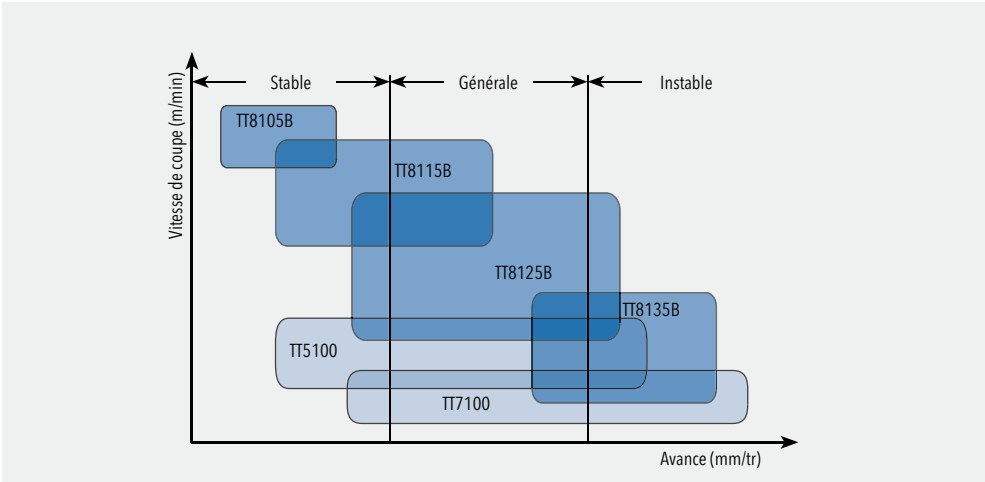 Stable
Générale
Instable
Vitesse de coupe (m/min)
TT8105B
TT8115B
TT8125B
TT8135B
TT5100
TT7100
Avance (mm/tr)